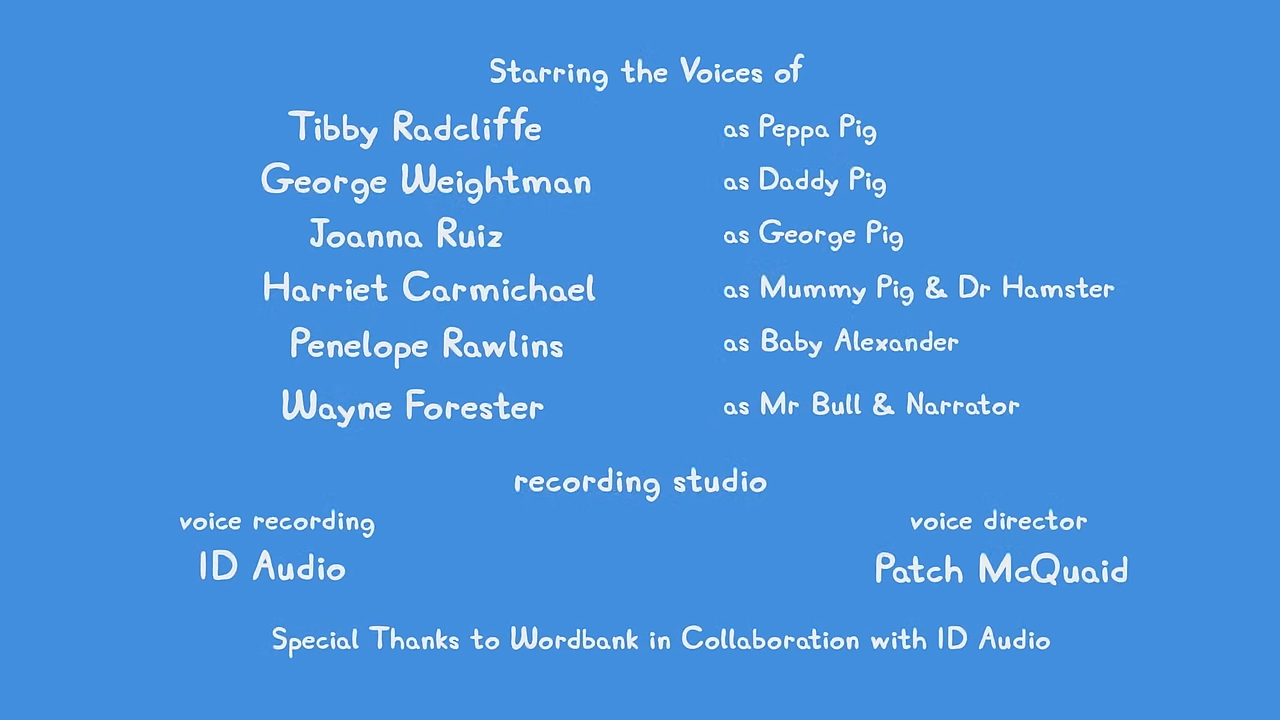 Starring the Voices of
Tibby Radcliffe as Peppa Pig
George Weightman as Daddy Pig
Joanna Ruiz as George Pig
Harriet Carmichael as Mummy Pig & Dr Hamster
Penelope Rawlins as Baby Alexander
Wayne Forester as Mr Bull & Narrator
recording studio
voice recording voice director
ID Audio Patch McQuaid
Special Thanks to Wordbank in Collaboration with ID Audio